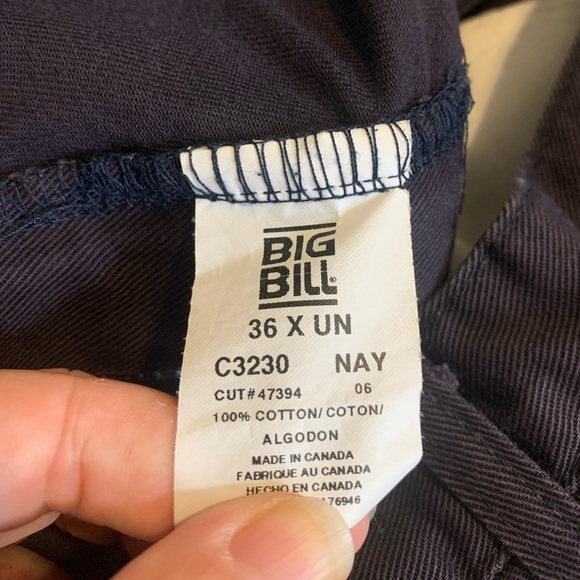 BIG
BILL®
36 X UN
C3230 NAY
CUT#47394 06
100% COTTON/COTON/
ALGODON
MADE IN CANADA
FABRIQUE AU CANADA
HECHO EN CANADA
76946